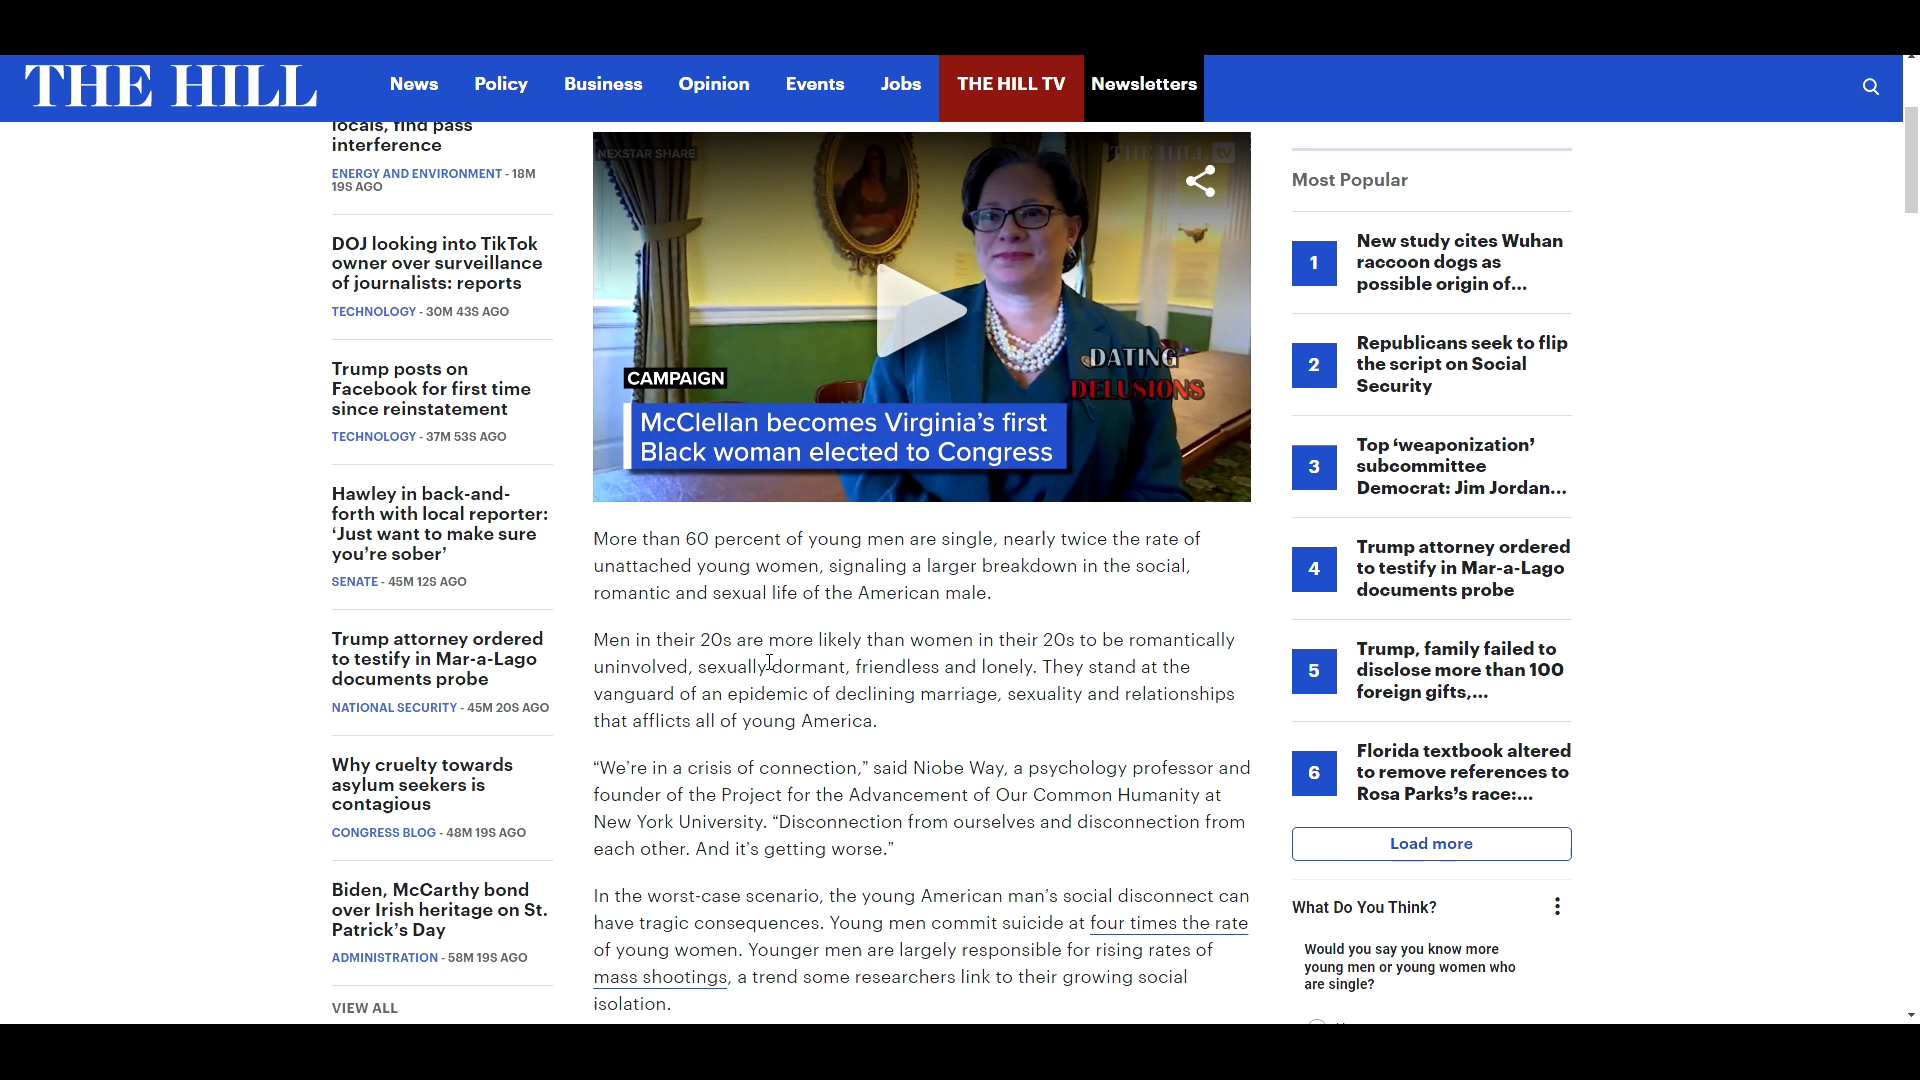 THE HILL
News
Policy
Business
Opinion
Events
Jobs
THE HILL TV
Newsletters
locals, find pass
interference
ENERGY AND ENVIRONMENT - 18M
19S AGO
DOJ looking into TikTok
owner over surveillance
of journalists: reports
TECHNOLOGY - 30M 43S AGO
Trump posts on
Facebook for first time
since reinstatement
TECHNOLOGY - 37M 53S AGO
Hawley in back-and-
forth with local reporter:
‘Just want to make sure
you’re sober’
SENATE - 45M 12S AGO
Trump attorney ordered
to testify in Mar-a-Lago
documents probe
NATIONAL SECURITY - 45M 20S AGO
Why cruelty towards
asylum seekers is
contagious
CONGRESS BLOG - 48M 19S AGO
Biden, McCarthy bond
over Irish heritage on St.
Patrick’s Day
ADMINISTRATION - 58M 19S AGO
VIEW ALL
NEXSTAR SHARE
THE HILL tv
DATING
DELUSIONS
CAMPAIGN
McClellan becomes Virginia’s first
Black woman elected to Congress
More than 60 percent of young men are single, nearly twice the rate of
unattached young women, signaling a larger breakdown in the social,
romantic and sexual life of the American male.
Men in their 20s are more likely than women in their 20s to be romantically
uninvolved, sexually dormant, friendless and lonely. They stand at the
vanguard of an epidemic of declining marriage, sexuality and relationships
that afflicts all of young America.
“We’re in a crisis of connection,” said Niobe Way, a psychology professor and
founder of the Project for the Advancement of Our Common Humanity at
New York University. “Disconnection from ourselves and disconnection from
each other. And it’s getting worse.”
In the worst-case scenario, the young American man’s social disconnect can
have tragic consequences. Young men commit suicide at four times the rate
of young women. Younger men are largely responsible for rising rates of
mass shootings, a trend some researchers link to their growing social
isolation.
Most Popular
1
New study cites Wuhan
raccoon dogs as
possible origin of...
2
Republicans seek to flip
the script on Social
Security
3
Top ‘weaponization’
subcommittee
Democrat: Jim Jordan...
4
Trump attorney ordered
to testify in Mar-a-Lago
documents probe
5
Trump, family failed to
disclose more than 100
foreign gifts,...
6
Florida textbook altered
to remove references to
Rosa Parks’s race:...
Load more
What Do You Think?
Would you say you know more
young men or young women who
are single?